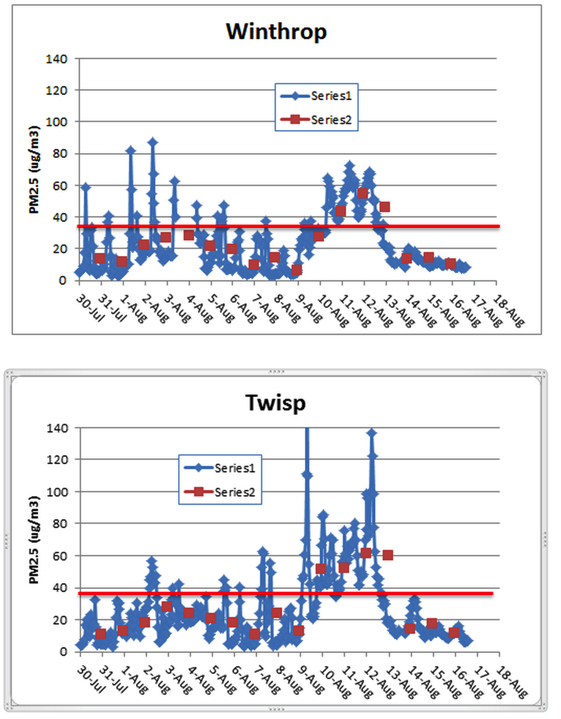 Winthrop
140
120
100
80
60
40
20
0
PM2.5 (ug/m3)
Series1
Series2
30-Jul
31-Jul
1-Aug
2-Aug
3-Aug
4-Aug
5-Aug
6-Aug
7-Aug
8-Aug
9-Aug
10-Aug
11-Aug
12-Aug
13-Aug
14-Aug
15-Aug
16-Aug
17-Aug
18-Aug
Twisp
140
120
100
80
60
40
20
0
PM2.5 (ug/m3)
Series1
Series2
30-Jul
31-Jul
1-Aug
2-Aug
3-Aug
4-Aug
5-Aug
6-Aug
7-Aug
8-Aug
9-Aug
10-Aug
11-Aug
12-Aug
13-Aug
14-Aug
15-Aug
16-Aug
17-Aug
18-Aug